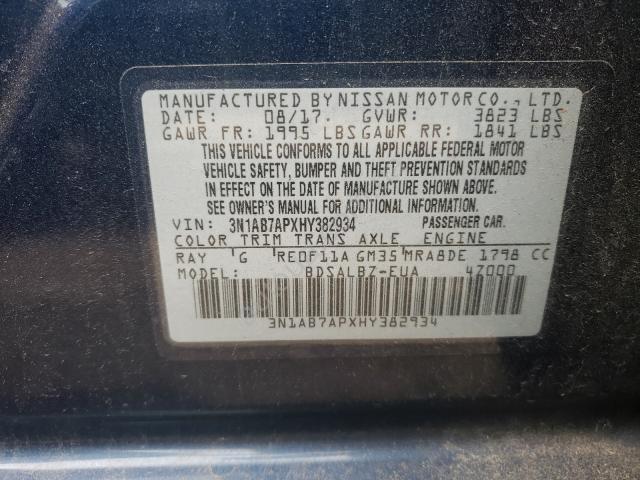 MANUFACTURED BY NISSAN MOTOR CO., LTD.
DATE: 08/17. GVWR: 3823 LBS
GAWR FR: 1995 LBS GAWR RR: 1841 LBS
THIS VEHICLE CONFORMS TO ALL APPLICABLE FEDERAL MOTOR
VEHICLE SAFETY, BUMPER AND THEFT PREVENTION STANDARDS
IN EFFECT ON THE DATE OF MANUFACTURE SHOWN ABOVE.
SEE OWNER'S MANUAL FOR ADDITIONAL INFORMATION.
VIN: 3N1AB7APXHY382934 PASSENGER CAR.
COLOR TRIM TRANS AXLE ENGINE
RAY G RE0F11A GM35 MRA8DE 1798 CC
MODEL: BDSALBZ-EUA 4Z000
3N1AB7APXHY382934